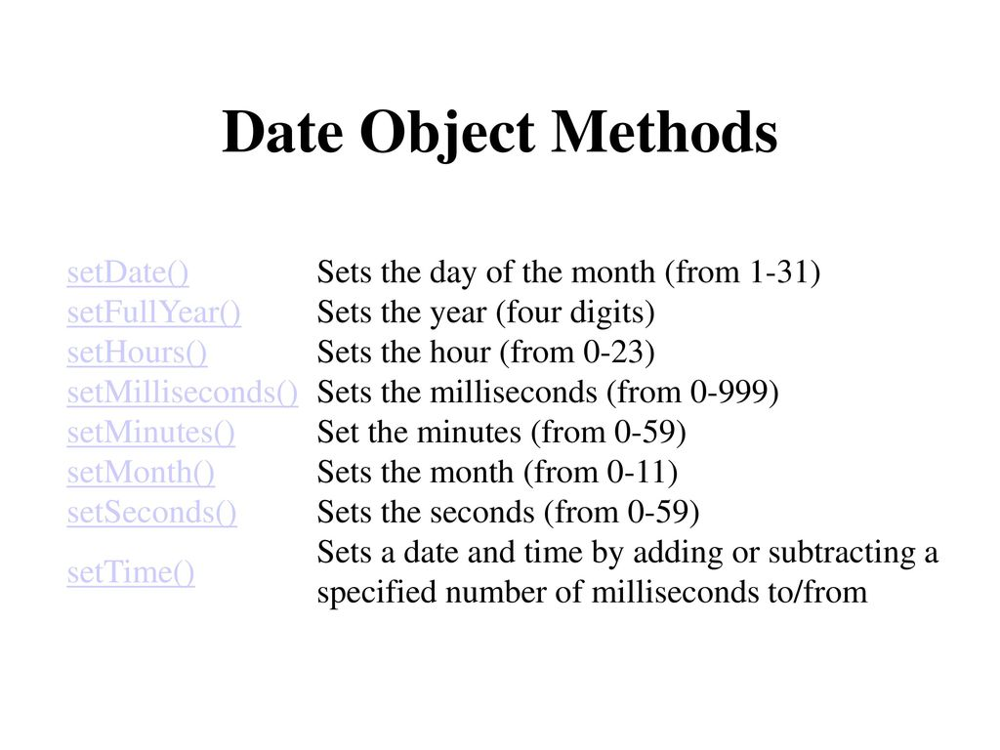 Date Object Methods
setDate() Sets the day of the month (from 1-31)
setFullYear() Sets the year (four digits)
setHours() Sets the hour (from 0-23)
setMilliseconds() Sets the milliseconds (from 0-999)
setMinutes() Set the minutes (from 0-59)
setMonth() Sets the month (from 0-11)
setSeconds() Sets the seconds (from 0-59)
setTime() Sets a date and time by adding or subtracting a
specified number of milliseconds to/from